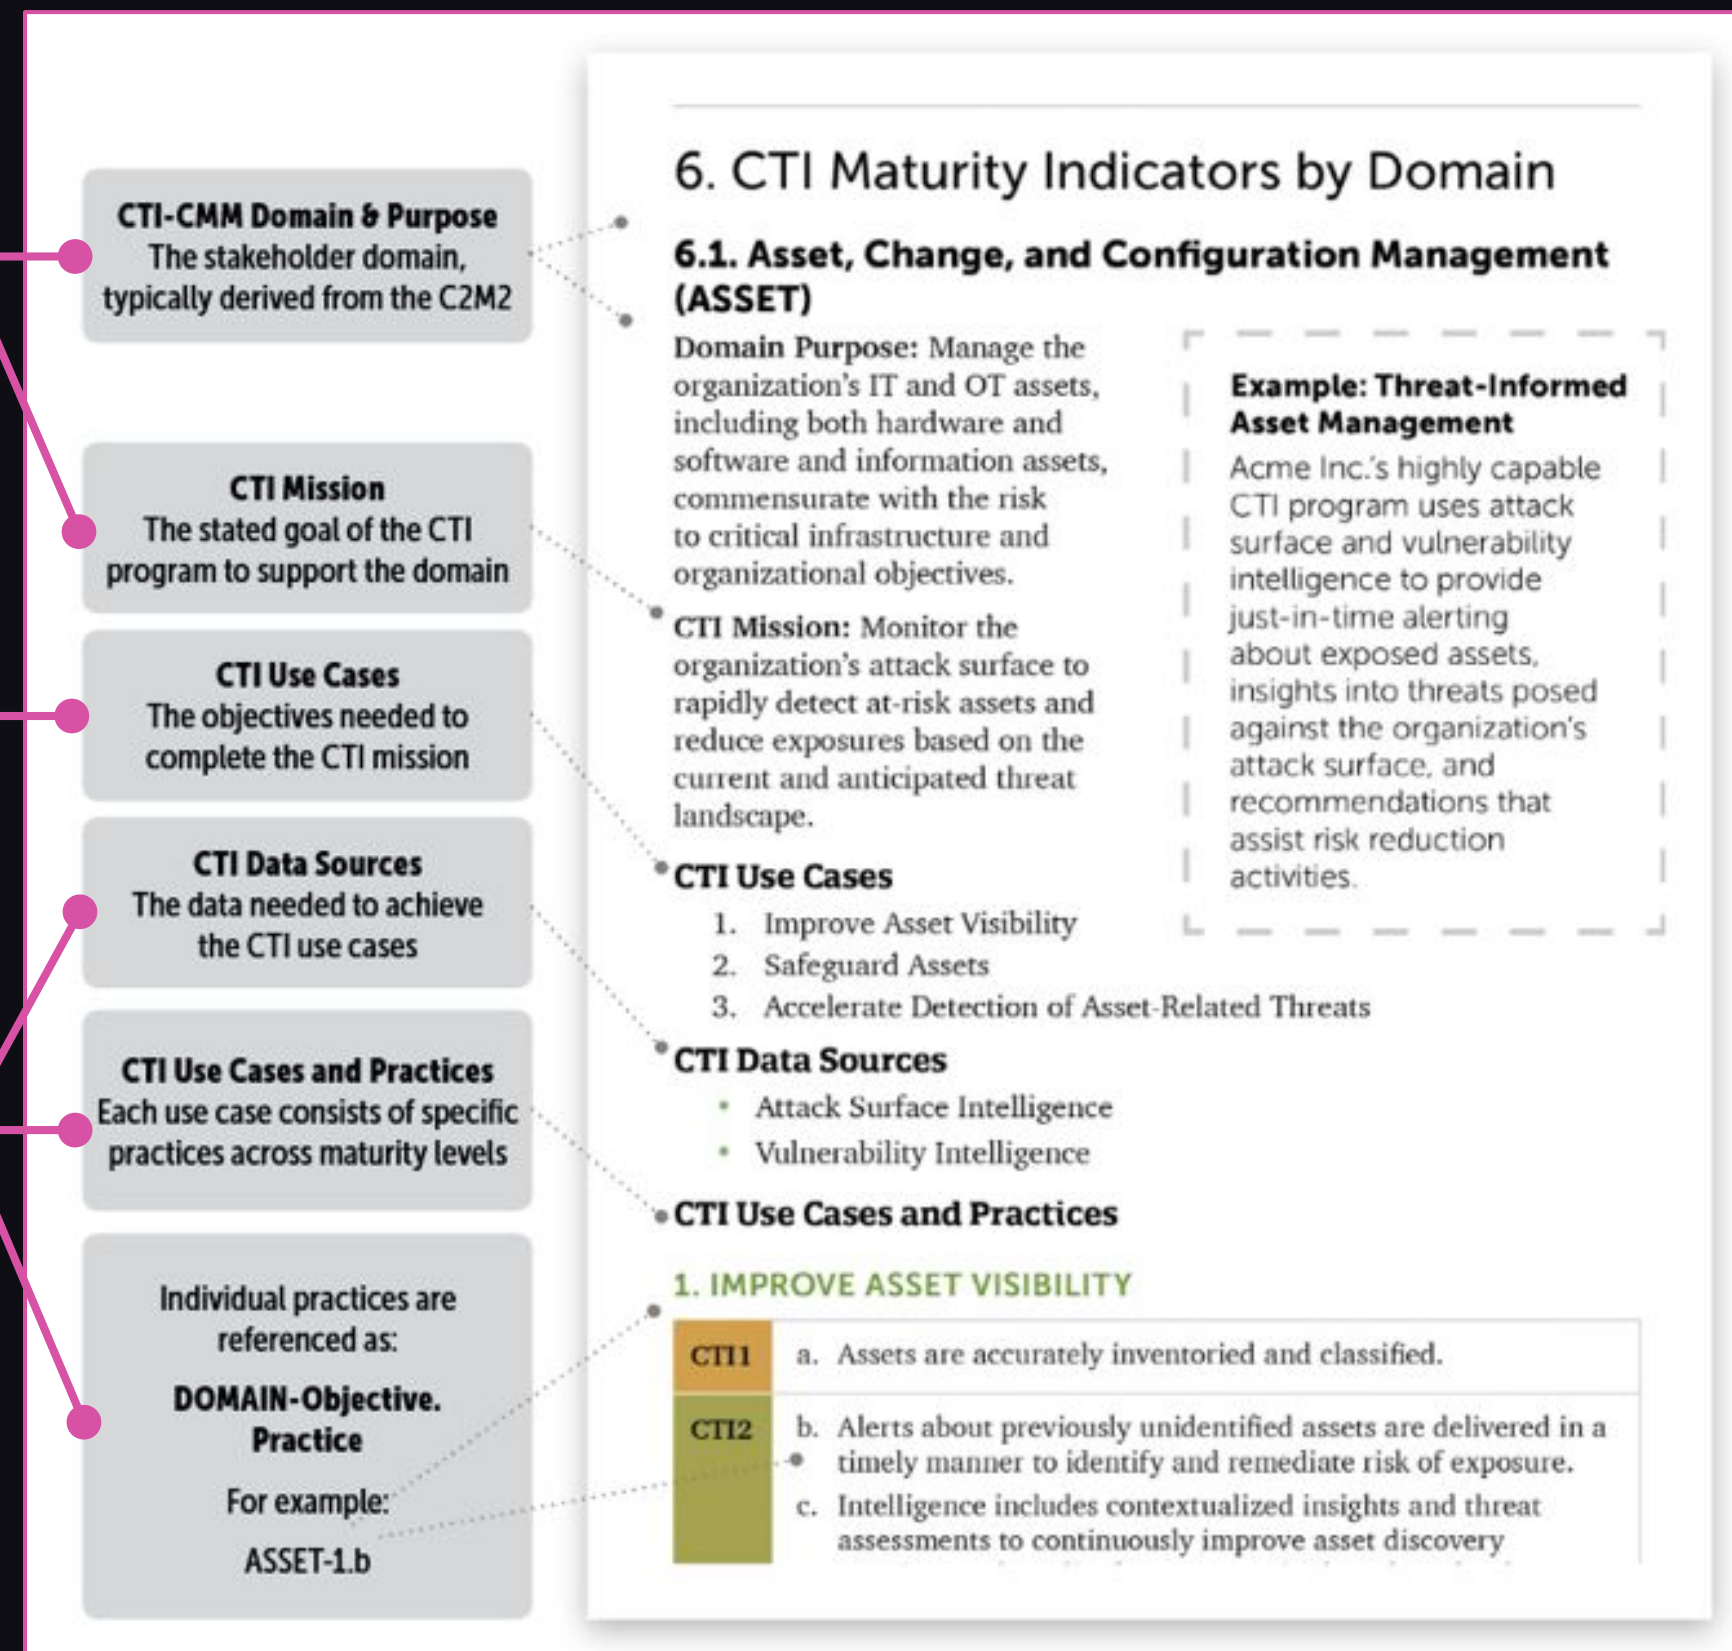 CTI-CMM Domain & Purpose
The stakeholder domain,
typically derived from the C2M2
CTI Mission
The stated goal of the CTI
program to support the domain
CTI Use Cases
The objectives needed to
complete the CTI mission
CTI Data Sources
The data needed to achieve
the CTI use cases
CTI Use Cases and Practices
Each use case consists of specific
practices across maturity levels
Individual practices are
referenced as:
DOMAIN-Objective.
Practice
For example:
ASSET-1.b
6. CTI Maturity Indicators by Domain
6.1. Asset, Change, and Configuration Management
(ASSET)
Domain Purpose: Manage the
organization's IT and OT assets,
including both hardware and
software and information assets,
commensurate with the risk
to critical infrastructure and
organizational objectives.
CTI Mission: Monitor the
organization's attack surface to
rapidly detect at-risk assets and
reduce exposures based on the
current and anticipated threat
landscape.
Example: Threat-Informed
Asset Management
Acme Inc.'s highly capable
CTI program uses attack
surface and vulnerability
intelligence to provide
just-in-time alerting
about exposed assets,
insights into threats posed
against the organization's
attack surface, and
recommendations that
assist risk reduction
activities.
CTI Use Cases
1. Improve Asset Visibility
2. Safeguard Assets
3. Accelerate Detection of Asset-Related Threats
CTI Data Sources
• Attack Surface Intelligence
• Vulnerability Intelligence
CTI Use Cases and Practices
1. IMPROVE ASSET VISIBILITY
CTI1 a. Assets are accurately inventoried and classified.
CTI2 b. Alerts about previously unidentified assets are delivered in a
timely manner to identify and remediate risk of exposure.
c. Intelligence includes contextualized insights and threat
assessments to continuously improve asset discovery